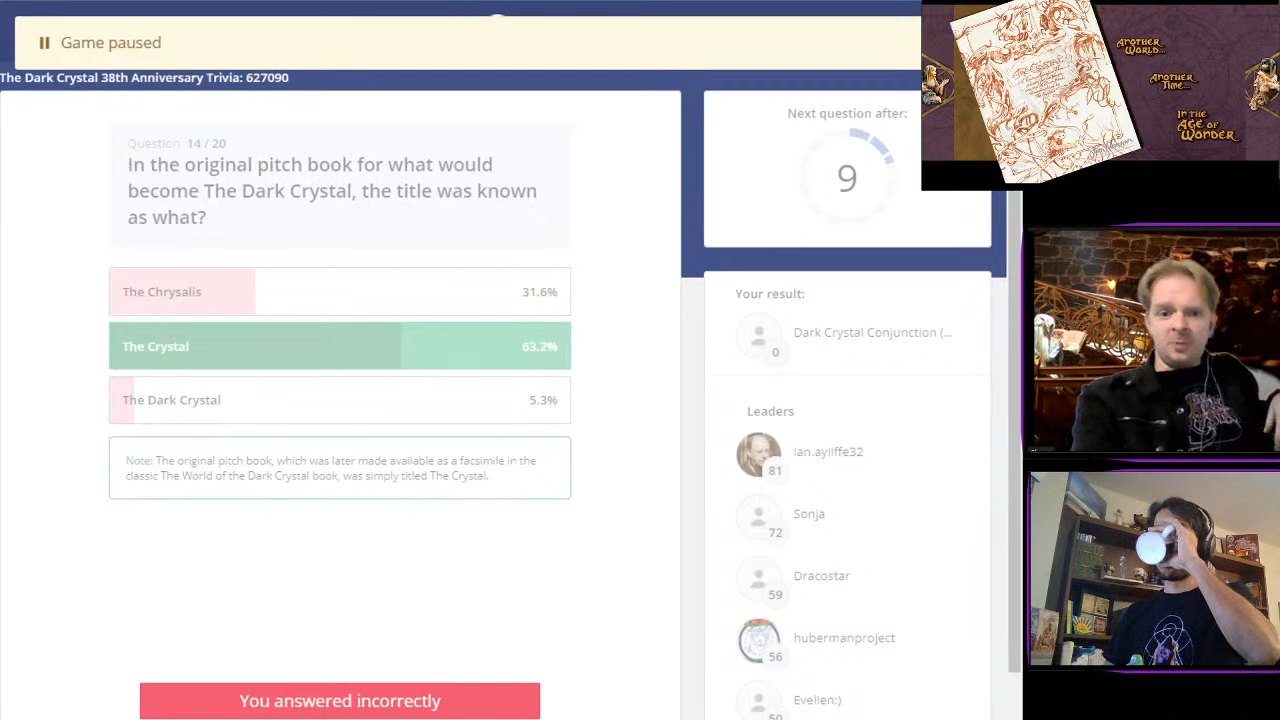 Game paused
The Dark Crystal 38th Anniversary Trivia: 627090
Question 14 / 20
In the original pitch book for what would
become The Dark Crystal, the title was known
as what?
The Chrysalis 31.6%
The Crystal 63.2%
The Dark Crystal 5.3%
Note: The original pitch book, which was later made available as a facsimile in the
classic The World of the Dark Crystal book, was simply titled The Crystal.
You answered incorrectly
Next question after:
9
Your result:
Dark Crystal Conjunction (...
0
Leaders
ian.ayliffe32
81
Sonja
72
Dracostar
59
hubermanproject
56
Evelien:)
50
Another
World...
Another
Time...
In the
Age of
Wonder
The Crystal